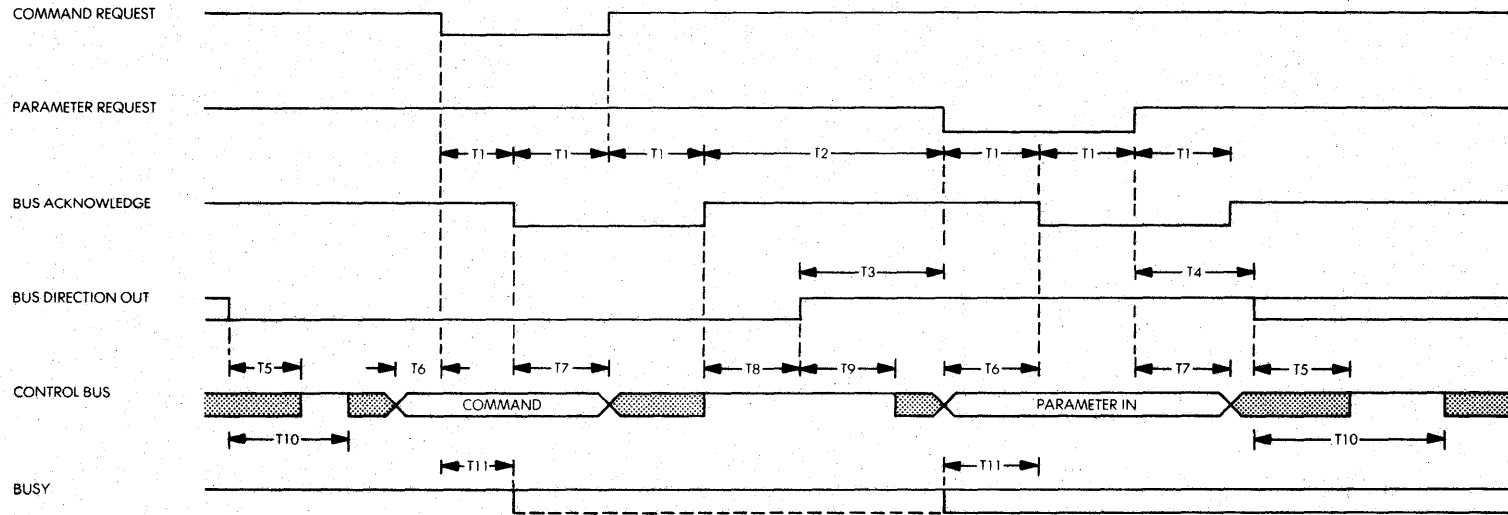 COMMAND REQUEST
PARAMETER REQUEST
T1 T1 T1 T2 T1 T1 T1
BUS ACKNOWLEDGE
T3 T4
BUS DIRECTION OUT
T5 T6 T7 T8 T9 T6 T7 T5
CONTROL BUS
COMMAND PARAMETER IN
T10 T10
T11 T11
BUSY